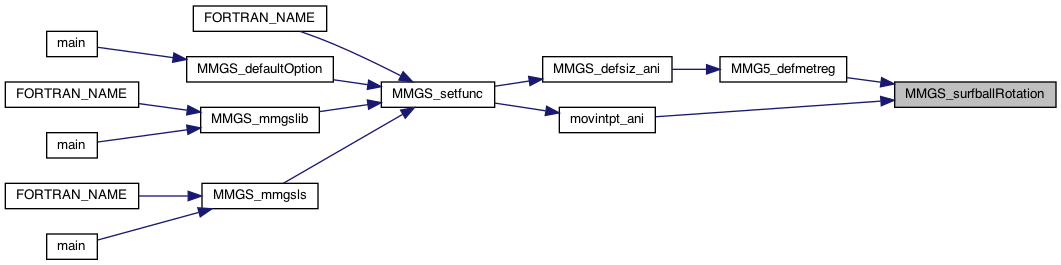 FORTRAN_NAME
main
MMGS_defaultOption
MMGS_defsiz_ani
MMG5_defmetreg
FORTRAN_NAME
MMGS_setfunc
MMGS_surfballRotation
MMGS_mmgslib
movintpt_ani
main
FORTRAN_NAME
MMGS_mmgsls
main